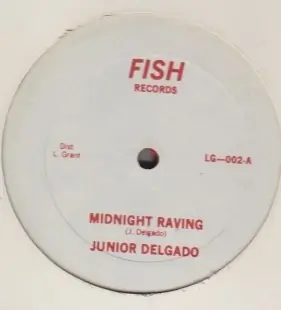 FISH
RECORDS
Dist
L. Grant
LG—002-A
MIDNIGHT RAVING
(J. Delgado)
JUNIOR DELGADO